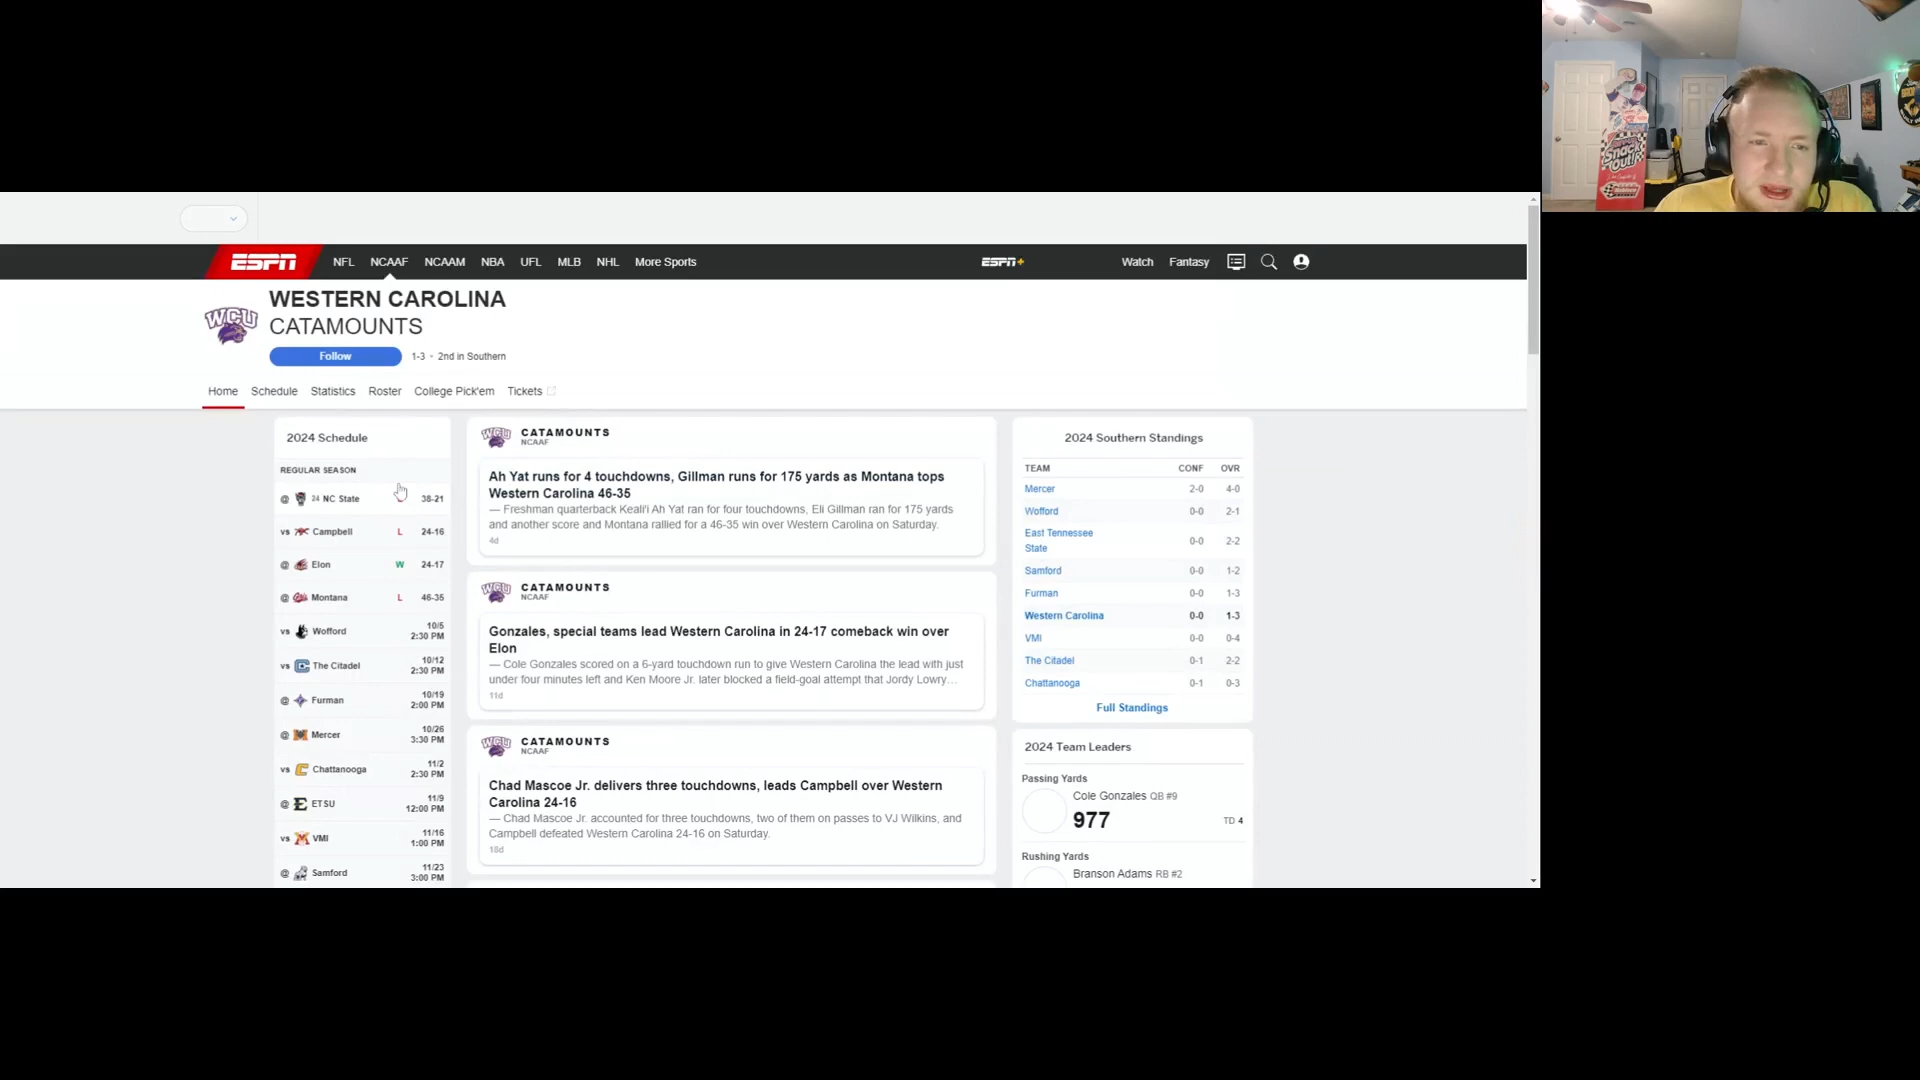 ESPN
NFL NCAAF NCAAM NBA UFL MLB NHL More Sports
ESPN+
Watch Fantasy
WCU
WESTERN CAROLINA
CATAMOUNTS
Follow 1-3 - 2nd in Southern
Home Schedule Statistics Roster College Pick'em Tickets
2024 Schedule
REGULAR SEASON
@ 24 NC State 38-21
vs Campbell L 24-16
@ Elon W 24-17
@ Montana L 46-35
vs Wofford 10/5
2:30 PM
vs The Citadel 10/12
2:30 PM
@ Furman 10/19
2:00 PM
@ Mercer 10/26
3:30 PM
vs Chattanooga 11/2
2:30 PM
@ ETSU 11/9
12:00 PM
vs VMI 11/16
1:00 PM
@ Samford 11/23
3:00 PM
WCU CATAMOUNTS
NCAAF
Ah Yat runs for 4 touchdowns, Gillman runs for 175 yards as Montana tops
Western Carolina 46-35
— Freshman quarterback Keali'i Ah Yat ran for four touchdowns, Eli Gillman ran for 175 yards
and another score and Montana rallied for a 46-35 win over Western Carolina on Saturday.
4d
WCU CATAMOUNTS
NCAAF
Gonzales, special teams lead Western Carolina in 24-17 comeback win over
Elon
— Cole Gonzales scored on a 6-yard touchdown run to give Western Carolina the lead with just
under four minutes left and Ken Moore Jr. later blocked a field-goal attempt that Jordy Lowry…
11d
WCU CATAMOUNTS
NCAAF
Chad Mascoe Jr. delivers three touchdowns, leads Campbell over Western
Carolina 24-16
— Chad Mascoe Jr. accounted for three touchdowns, two of them on passes to VJ Wilkins, and
Campbell defeated Western Carolina 24-16 on Saturday.
18d
2024 Southern Standings
TEAM CONF OVR
Mercer 2-0 4-0
Wofford 0-0 2-1
East Tennessee
State 0-0 2-2
Samford 0-0 1-2
Furman 0-0 1-3
Western Carolina 0-0 1-3
VMI 0-0 0-4
The Citadel 0-1 2-2
Chattanooga 0-1 0-3
Full Standings
2024 Team Leaders
Passing Yards
Cole Gonzales QB #9
977 TD 4
Rushing Yards
Branson Adams RB #2
Snack
Out!